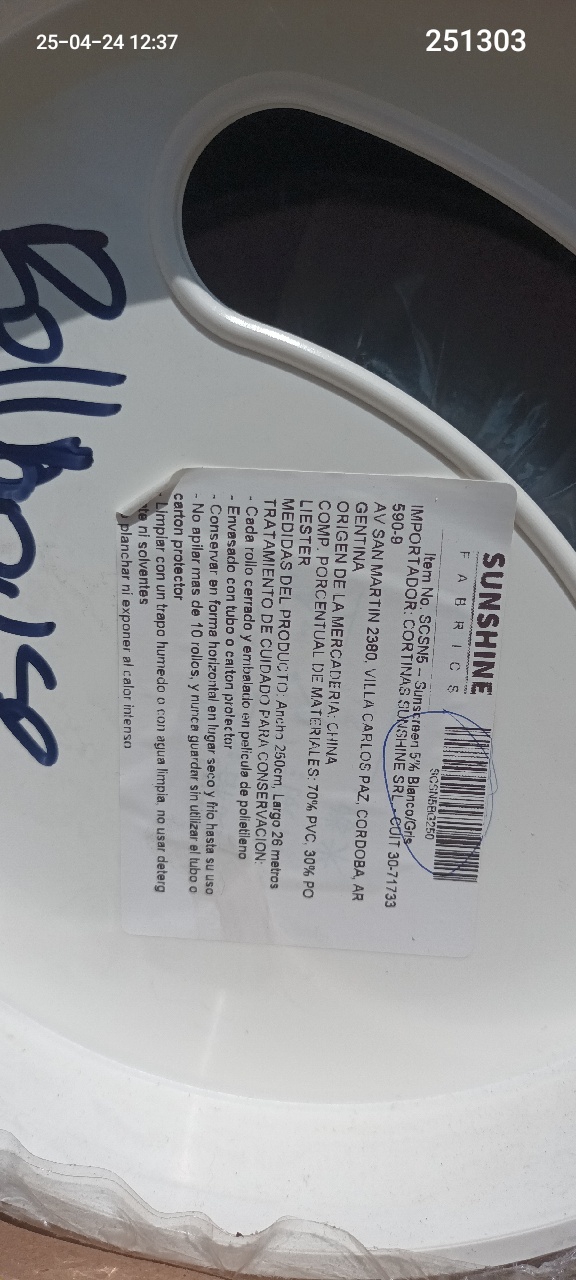 25-04-24 12:37
251303
SUNSHINE
FABRICS
SCSN5BG250
Item No. SCSN5 - Sunscreen 5% Blanco/Gris
IMPORTADOR: CORTINAS SUNSHINE SRL - CUIT 30-71733
590-8
AV SAN MARTIN 2380, VILLA CARLOS PAZ, CORDOBA, AR
GENTINA
ORIGEN DE LA MERCADERIA: CHINA
COMP. PORCENTUAL DE MATERIALES: 70% PVC, 30% PO
LIESTER
MEDIDAS DEL PRODUCTO: Ancho 250cm, Largo 26 metros
TRATAMIENTO DE CUIDADO PARA CONSERVACION:
- Cada rollo cerrado y embalado en pelicula de polietileno
- Envasado con tubo o carton protector
- Conservar en forma horizontal en lugar seco y frio hasta su uso
- No apilar mas de 10 rollos, y nunca guardar sin utilizar el tubo o
carton protector
- Limpiar con un trapo humedo o con agua limpia, no usar deterg
te ni solventes
planchar ni exponer al calor intenso